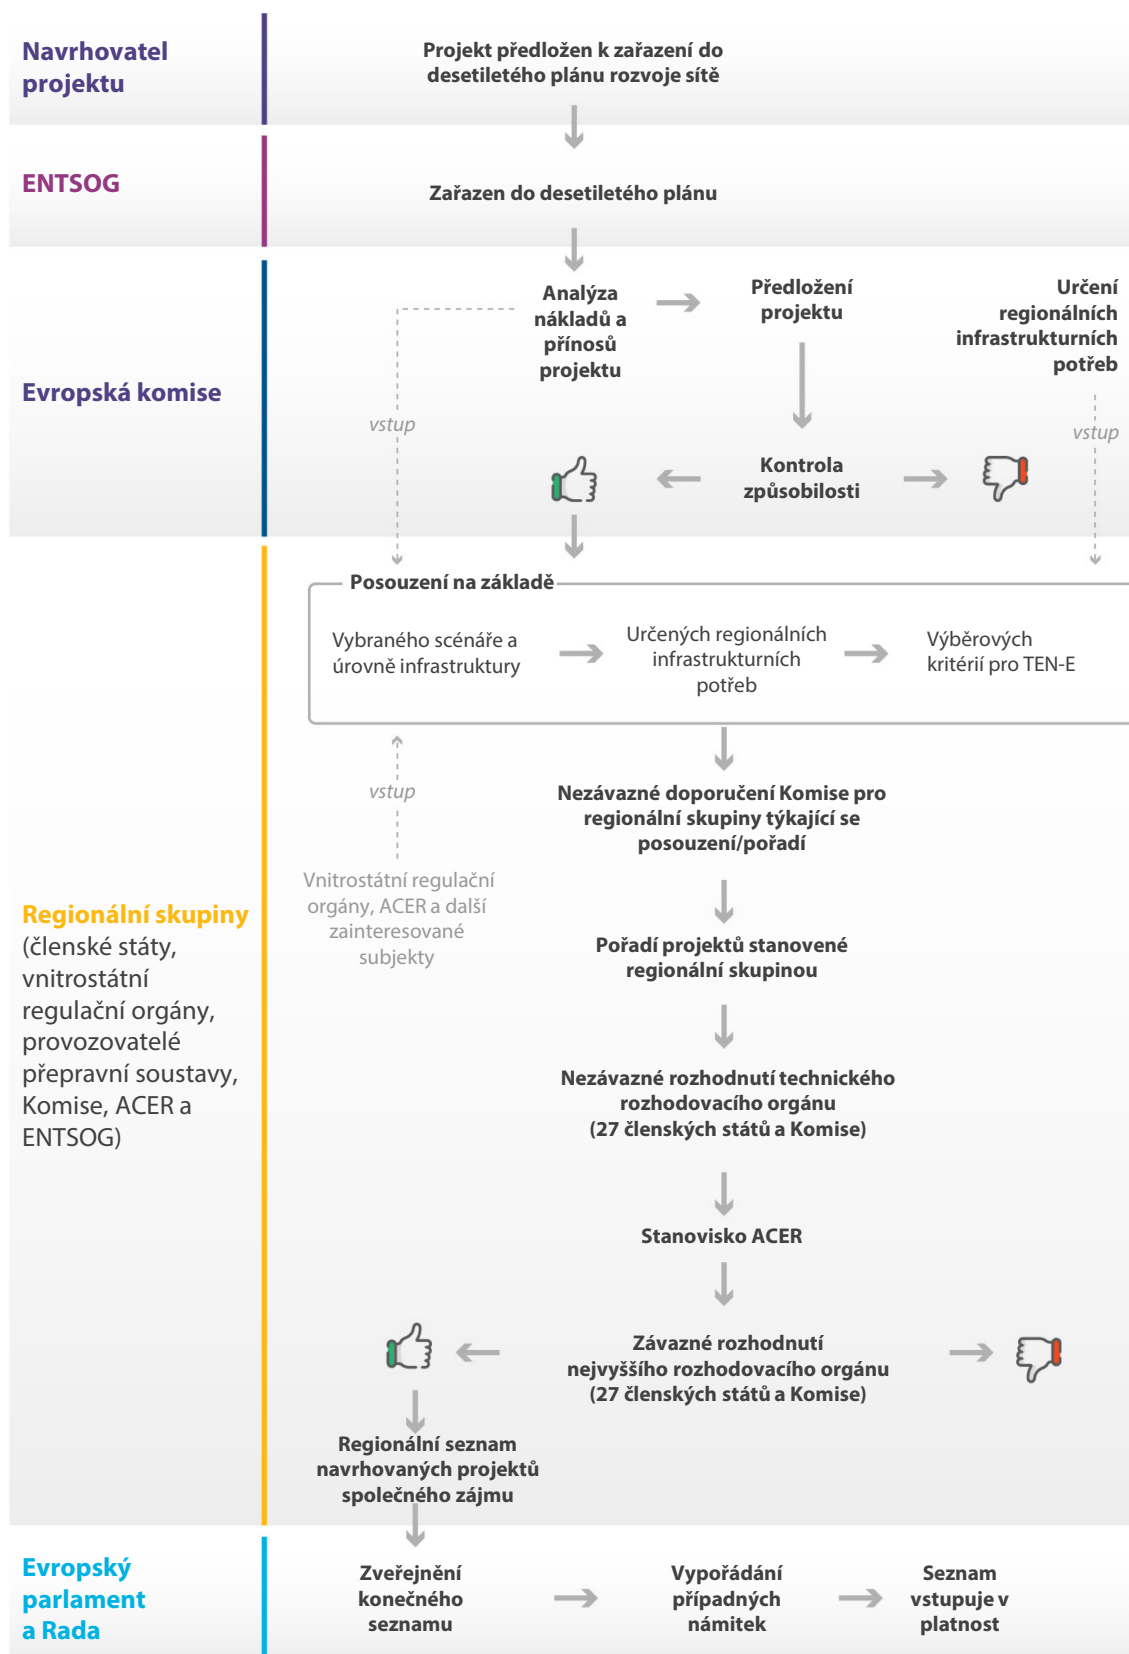 Navrhovatel
projektu
Projekt předložen k zařazení do
desetiletého plánu rozvoje sítě
ENTSOG
Zařazen do desetiletého plánu
Evropská komise
Analýza
nákladů a
přínosů
projektu
Předložení
projektu
Určení
regionálních
infrastrukturních
potřeb
vstup
vstup
Kontrola
způsobilosti
Regionální skupiny
(členské státy,
vnitrostátní
regulační orgány,
provozovatelé
přepravní soustavy,
Komise, ACER a
ENTSOG)
Posouzení na základě
Vybraného scénáře a
úrovně infrastruktury
Určených regionálních
infrastrukturních
potřeb
Výběrových
kritérií pro TEN-E
vstup
Vnitrostátní regulační
orgány, ACER a další
zainteresované
subjekty
Nezávazné doporučení Komise pro
regionální skupiny týkající se
posouzení/pořadí
Pořadí projektů stanovené
regionální skupinou
Nezávazné rozhodnutí technického
rozhodovacího orgánu
(27 členských států a Komise)
Stanovisko ACER
Závazné rozhodnutí
nejvyššího rozhodovacího orgánu
(27 členských států a Komise)
Regionální seznam
navrhovaných projektů
společného zájmu
Evropský
parlament
a Rada
Zveřejnění
konečného
seznamu
Vypořádání
případných
námitek
Seznam
vstupuje v
platnost